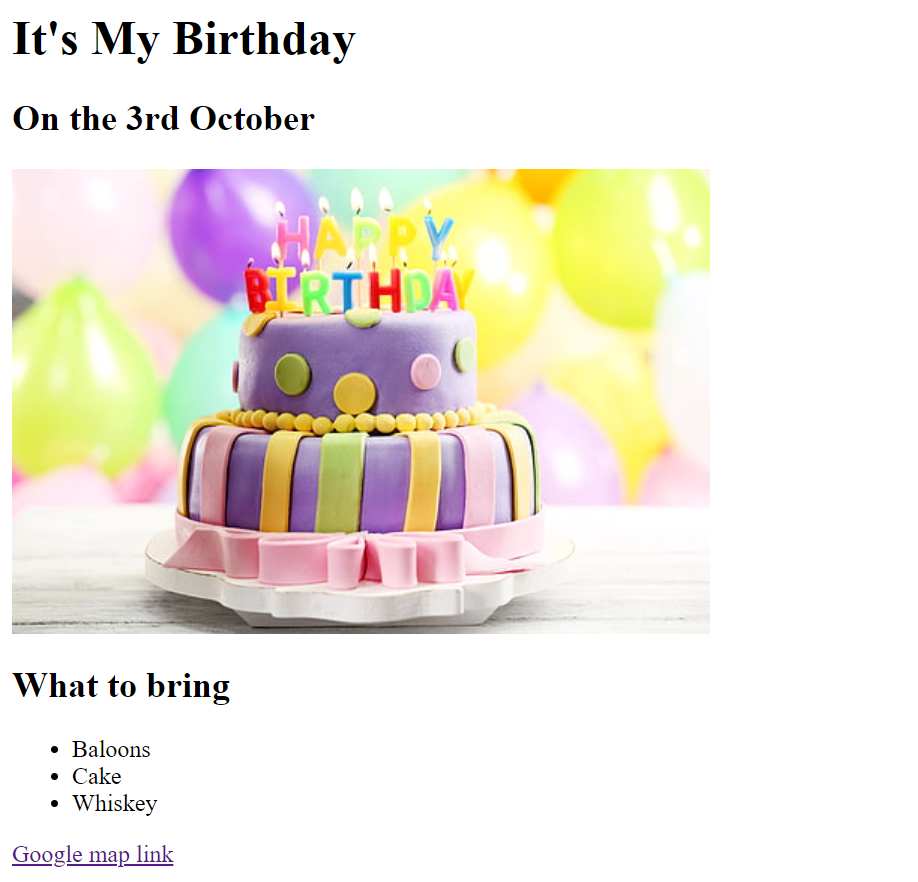 It's My Birthday
On the 3rd October
HAPPY
BIRTHDAY
What to bring
Baloons
Cake
Whiskey
Google map link